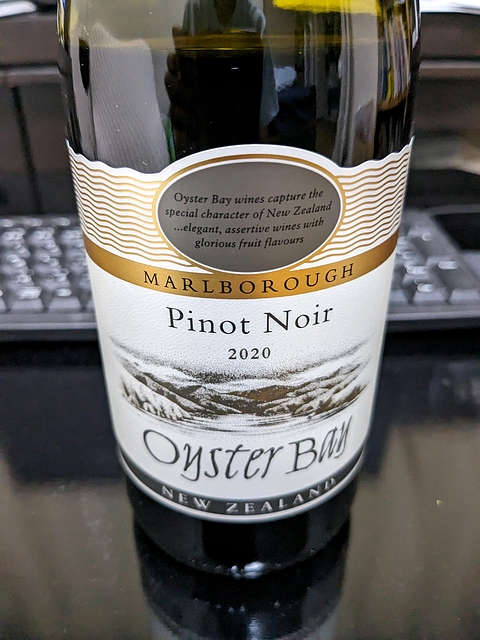 Oyster Bay wines capture the
special character of New Zealand
...elegant, assertive wines with
glorious fruit flavours
MARLBOROUGH
Pinot Noir
2020
Oyster Bay
NEW ZEALAND